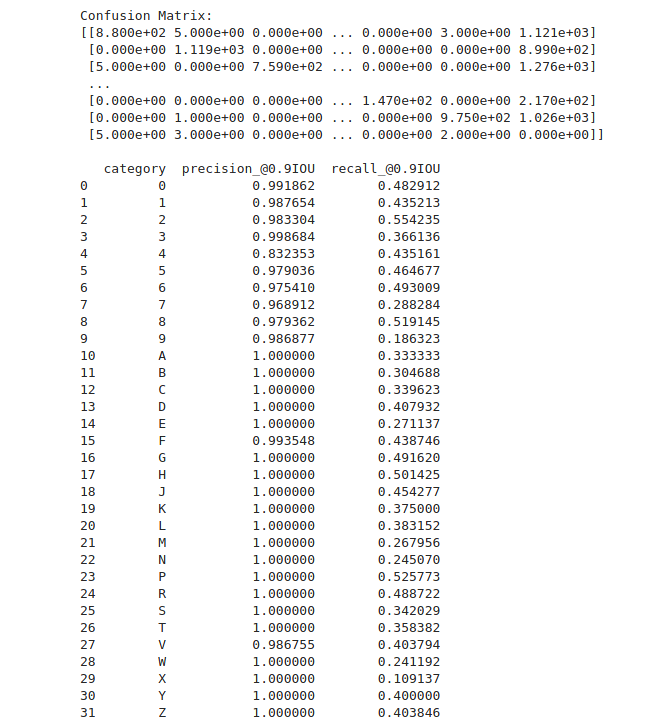 Confusion Matrix:
[[8.800e+02 5.000e+00 0.000e+00 ... 0.000e+00 3.000e+00 1.121e+03]
[0.000e+00 1.119e+03 0.000e+00 ... 0.000e+00 0.000e+00 8.990e+02]
[5.000e+00 0.000e+00 7.590e+02 ... 0.000e+00 0.000e+00 1.276e+03]
...
[0.000e+00 0.000e+00 0.000e+00 ... 1.470e+02 0.000e+00 2.170e+02]
[0.000e+00 1.000e+00 0.000e+00 ... 0.000e+00 9.750e+02 1.026e+03]
[5.000e+00 3.000e+00 0.000e+00 ... 0.000e+00 2.000e+00 0.000e+00]]
category precision_@0.9IOU recall_@0.9IOU
0 0 0.991862 0.482912
1 1 0.987654 0.435213
2 2 0.983304 0.554235
3 3 0.998684 0.366136
4 4 0.832353 0.435161
5 5 0.979036 0.464677
6 6 0.975410 0.493009
7 7 0.968912 0.288284
8 8 0.979362 0.519145
9 9 0.986877 0.186323
10 A 1.000000 0.333333
11 B 1.000000 0.304688
12 C 1.000000 0.339623
13 D 1.000000 0.407932
14 E 1.000000 0.271137
15 F 0.993548 0.438746
16 G 1.000000 0.491620
17 H 1.000000 0.501425
18 J 1.000000 0.454277
19 K 1.000000 0.375000
20 L 1.000000 0.383152
21 M 1.000000 0.267956
22 N 1.000000 0.245070
23 P 1.000000 0.525773
24 R 1.000000 0.488722
25 S 1.000000 0.342029
26 T 1.000000 0.358382
27 V 0.986755 0.403794
28 W 1.000000 0.241192
29 X 1.000000 0.109137
30 Y 1.000000 0.400000
31 Z 1.000000 0.403846